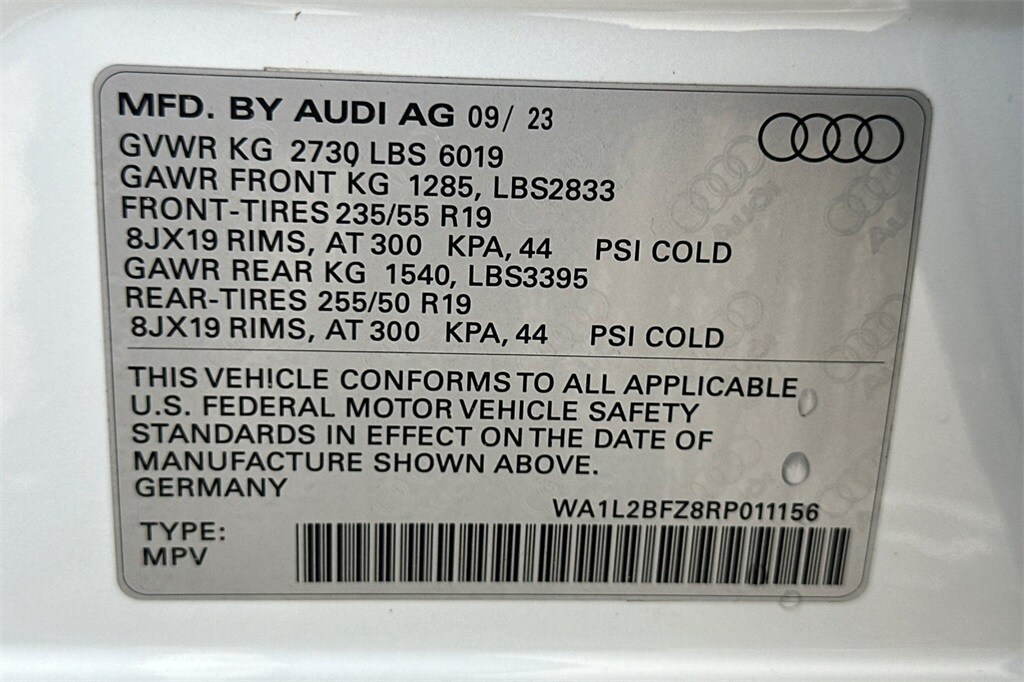 MFD. BY AUDI AG 09/ 23
GVWR KG 2730 LBS 6019
GAWR FRONT KG 1285, LBS2833
FRONT-TIRES 235/55 R19
8JX19 RIMS, AT 300 KPA, 44 PSI COLD
GAWR REAR KG 1540, LBS3395
REAR-TIRES 255/50 R19
8JX19 RIMS, AT 300 KPA, 44 PSI COLD
THIS VEHICLE CONFORMS TO ALL APPLICABLE
U.S. FEDERAL MOTOR VEHICLE SAFETY
STANDARDS IN EFFECT ON THE DATE OF
MANUFACTURE SHOWN ABOVE.
GERMANY
WA1L2BFZ8RP011156
TYPE:
MPV